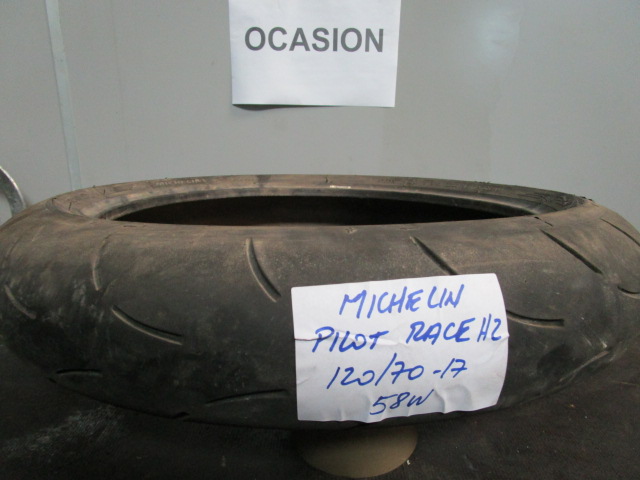 OCASION
MICHELIN
PILOT RACE H2
120/70-17
58W